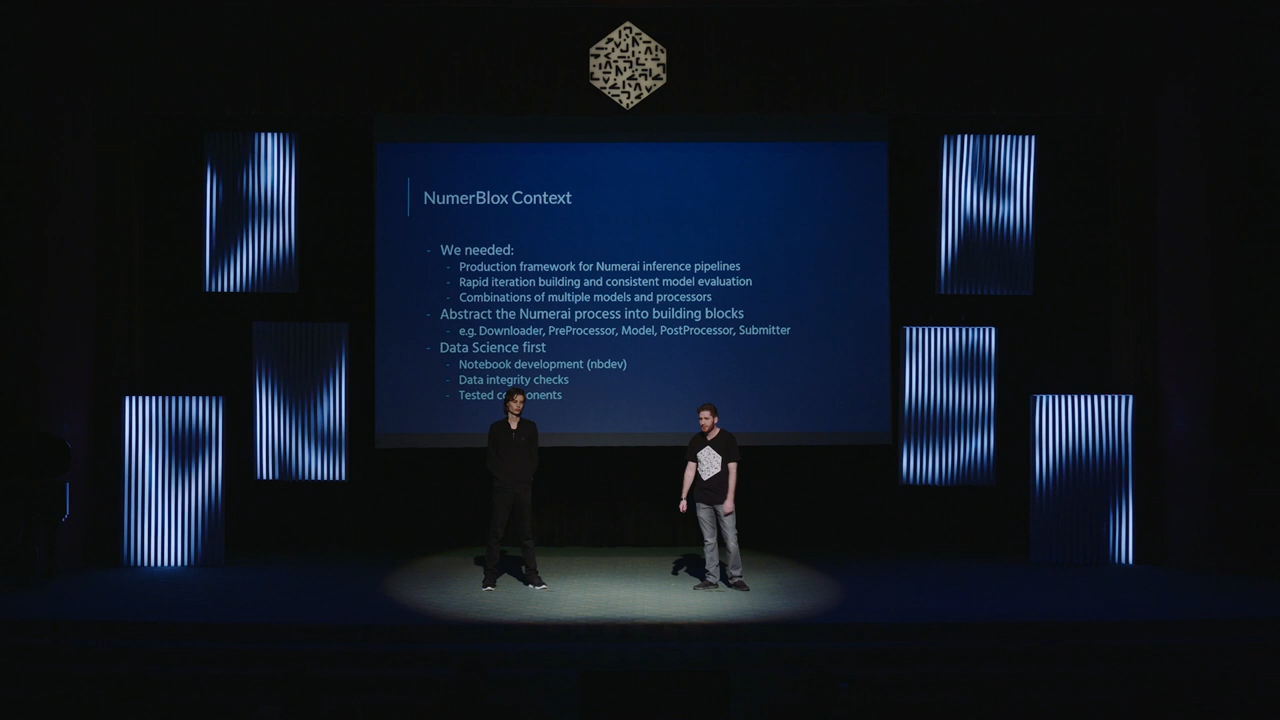 NumerBlox Context
- We needed:
- Production framework for Numerai inference pipelines
- Rapid iteration building and consistent model evaluation
- Combinations of multiple models and processors
- Abstract the Numerai process into building blocks
- e.g. Downloader, PreProcessor, Model, PostProcessor, Submitter
- Data Science first
- Notebook development (nbdev)
- Data integrity checks
- Tested